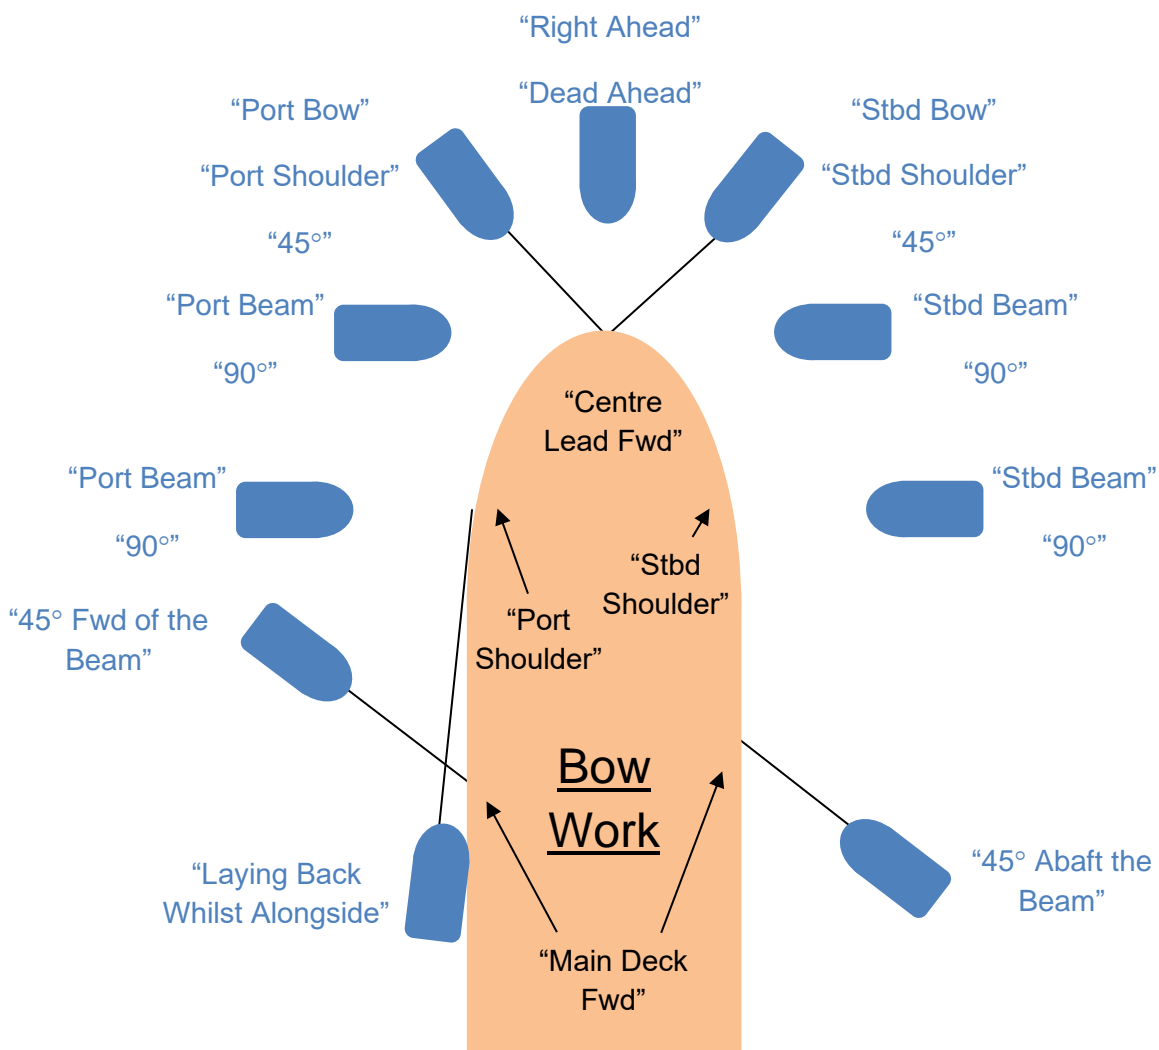 “Right Ahead”
“Dead Ahead”
“Port Bow”
“Port Shoulder”
“45°”
“Stbd Bow”
“Stbd Shoulder”
“45°”
“Port Beam”
“90°”
“Stbd Beam”
“90°”
“Centre
Lead Fwd”
“Port Beam”
“90°”
“Stbd Beam”
“90°”
“Stbd
Shoulder”
“Port
Shoulder”
“45° Fwd of the
Beam”
Bow
Work
“Laying Back
Whilst Alongside”
“45° Abaft the
Beam”
“Main Deck
Fwd”